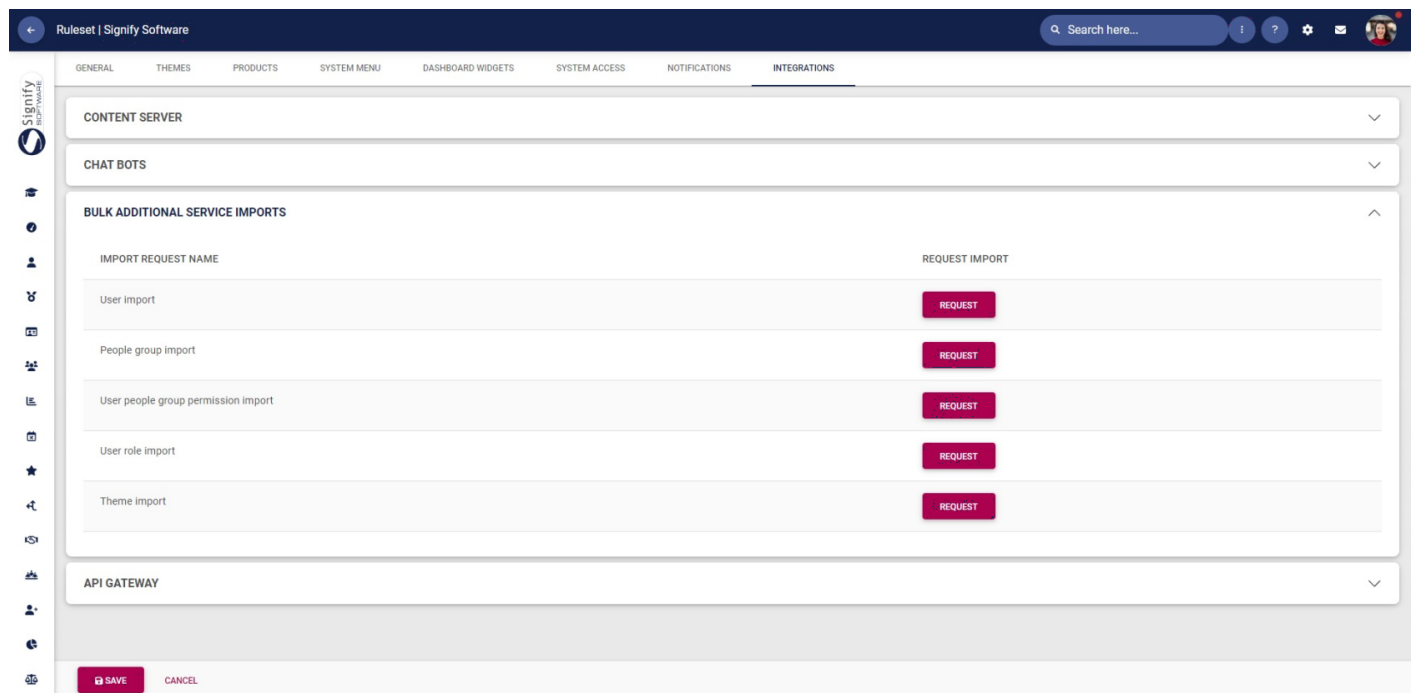 Ruleset | Signify Software
Search here...
?
GENERAL THEMES PRODUCTS SYSTEM MENU DASHBOARD WIDGETS SYSTEM ACCESS NOTIFICATIONS INTEGRATIONS
Signify
SOFTWARE
CONTENT SERVER
CHAT BOTS
BULK ADDITIONAL SERVICE IMPORTS
IMPORT REQUEST NAME REQUEST IMPORT
User import REQUEST
People group import REQUEST
User people group permission import REQUEST
User role import REQUEST
Theme import REQUEST
API GATEWAY
SAVE CANCEL